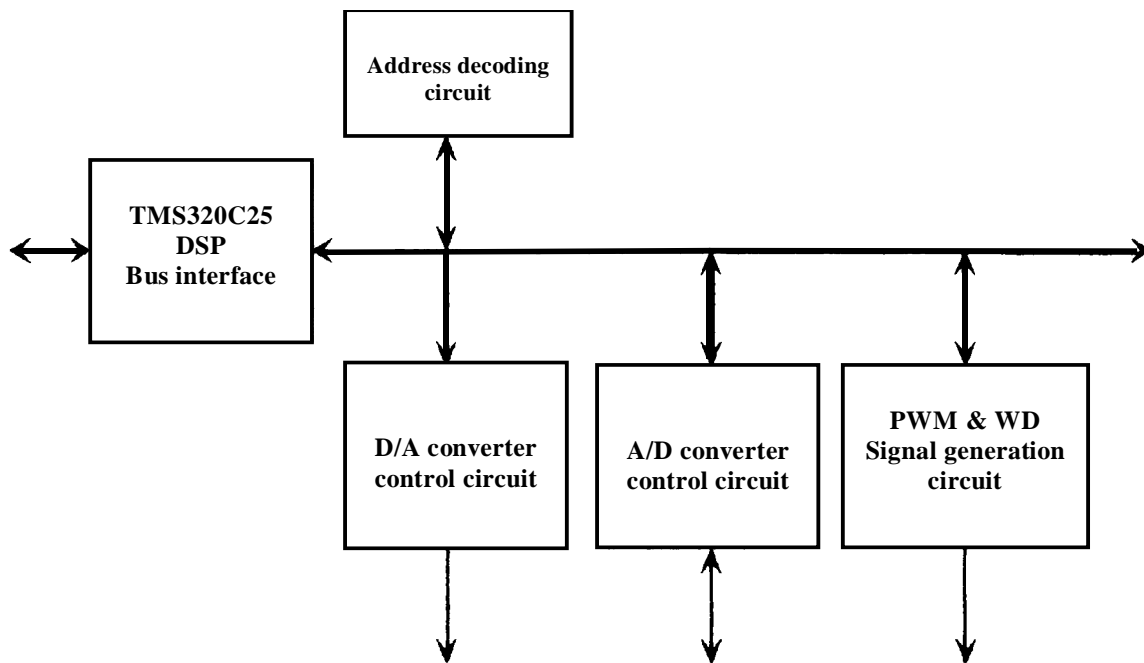 Address decoding
circuit
TMS320C25
DSP
Bus interface
D/A converter
control circuit
A/D converter
control circuit
PWM & WD
Signal generation
circuit